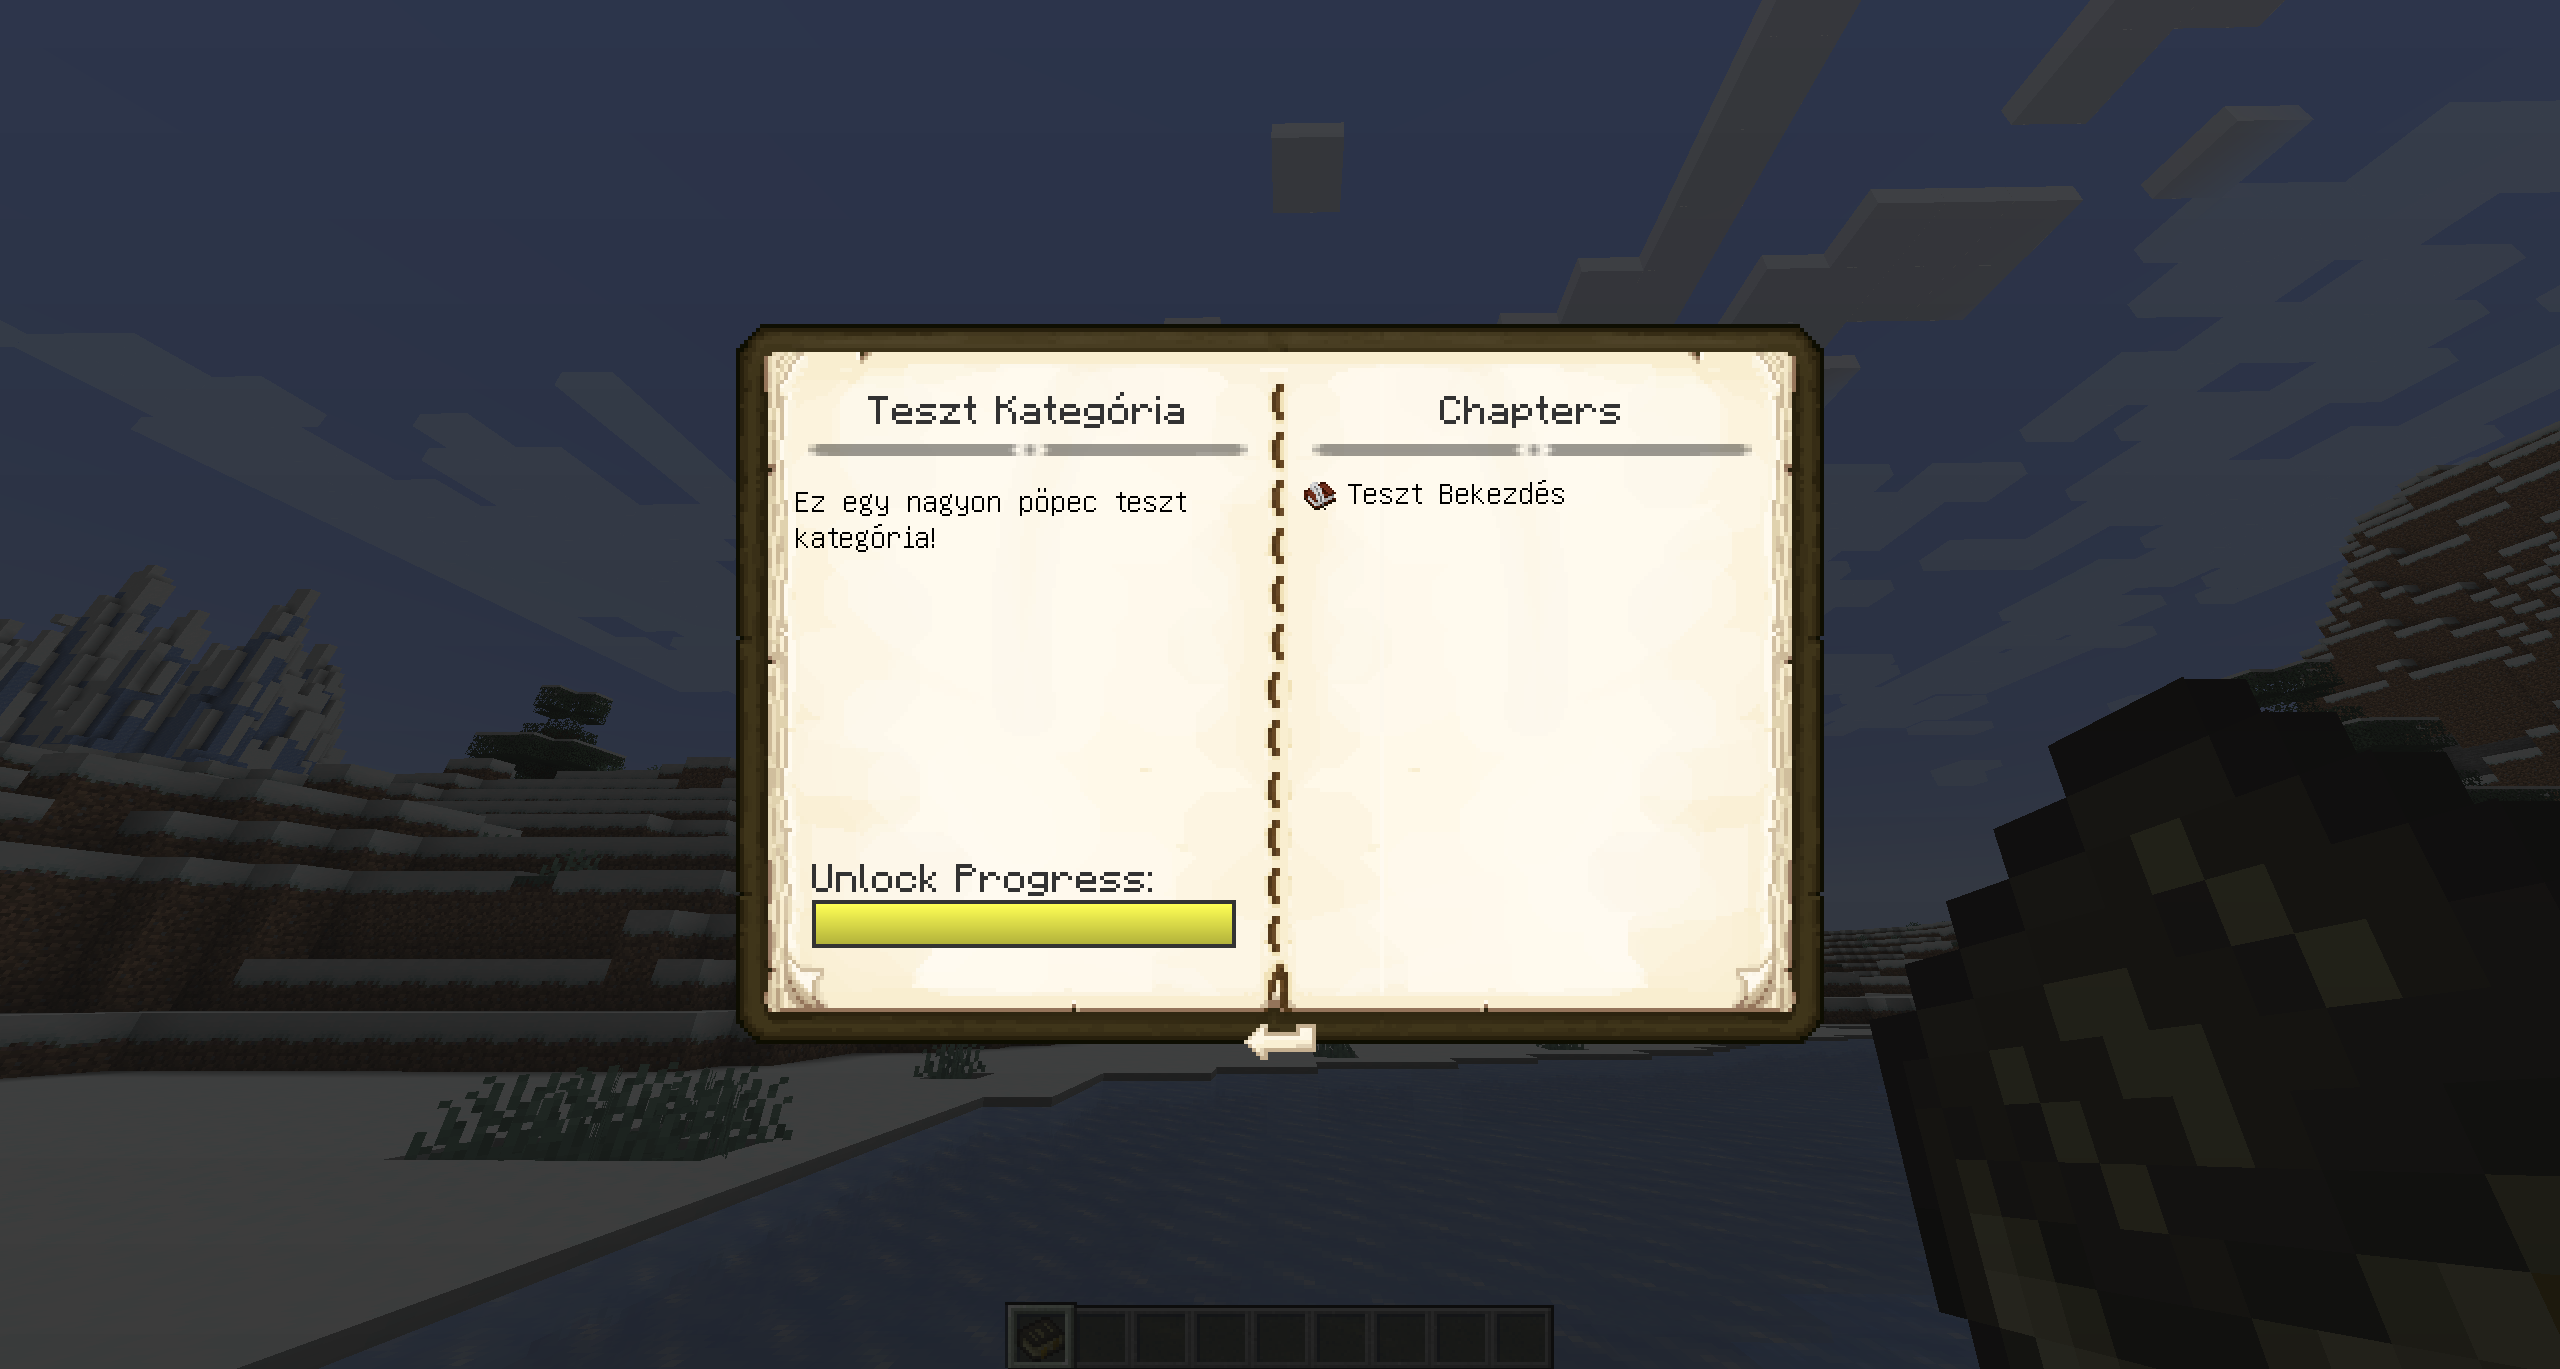 Teszt Kategória
Ez egy nagyon pöpec teszt
kategória!
Unlock Progress:
Chapters
Teszt Bekezdés